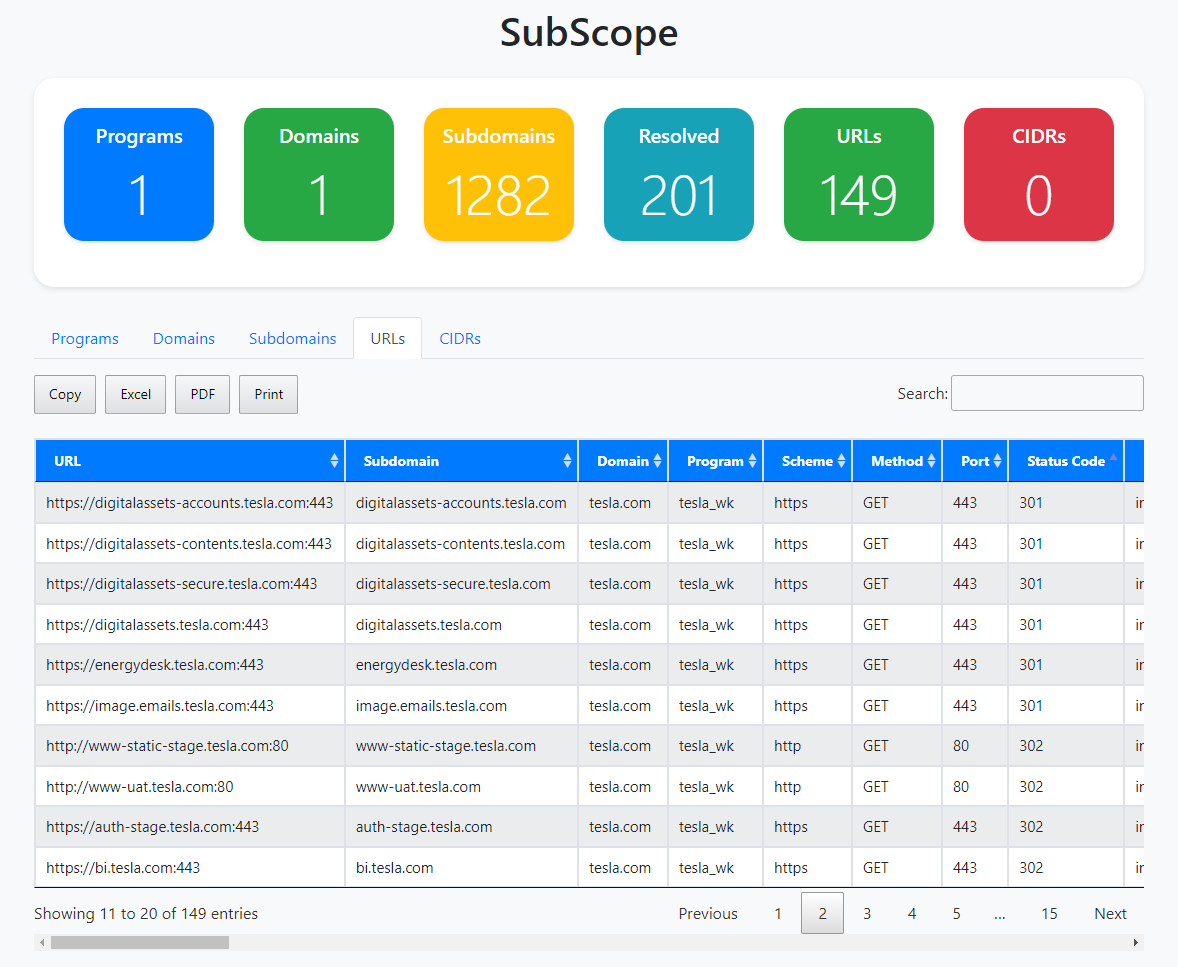 SubScope
Programs Domains Subdomains Resolved URLs CIDRs
1 1 1282 201 149 0
Programs Domains Subdomains URLs CIDRs
Copy Excel PDF Print Search:
URL Subdomain Domain Program Scheme Method Port Status Code
https://digitalassets-accounts.tesla.com:443 digitalassets-accounts.tesla.com tesla.com tesla_wk https GET 443 301
https://digitalassets-contents.tesla.com:443 digitalassets-contents.tesla.com tesla.com tesla_wk https GET 443 301
https://digitalassets-secure.tesla.com:443 digitalassets-secure.tesla.com tesla.com tesla_wk https GET 443 301
https://digitalassets.tesla.com:443 digitalassets.tesla.com tesla.com tesla_wk https GET 443 301
https://energydesk.tesla.com:443 energydesk.tesla.com tesla.com tesla_wk https GET 443 301
https://image.emails.tesla.com:443 image.emails.tesla.com tesla.com tesla_wk https GET 443 301
http://www-static-stage.tesla.com:80 www-static-stage.tesla.com tesla.com tesla_wk http GET 80 302
http://www-uat.tesla.com:80 www-uat.tesla.com tesla.com tesla_wk http GET 80 302
https://auth-stage.tesla.com:443 auth-stage.tesla.com tesla.com tesla_wk https GET 443 302
https://bi.tesla.com:443 bi.tesla.com tesla.com tesla_wk https GET 443 302
Showing 11 to 20 of 149 entries Previous 1 2 3 4 5 ... 15 Next